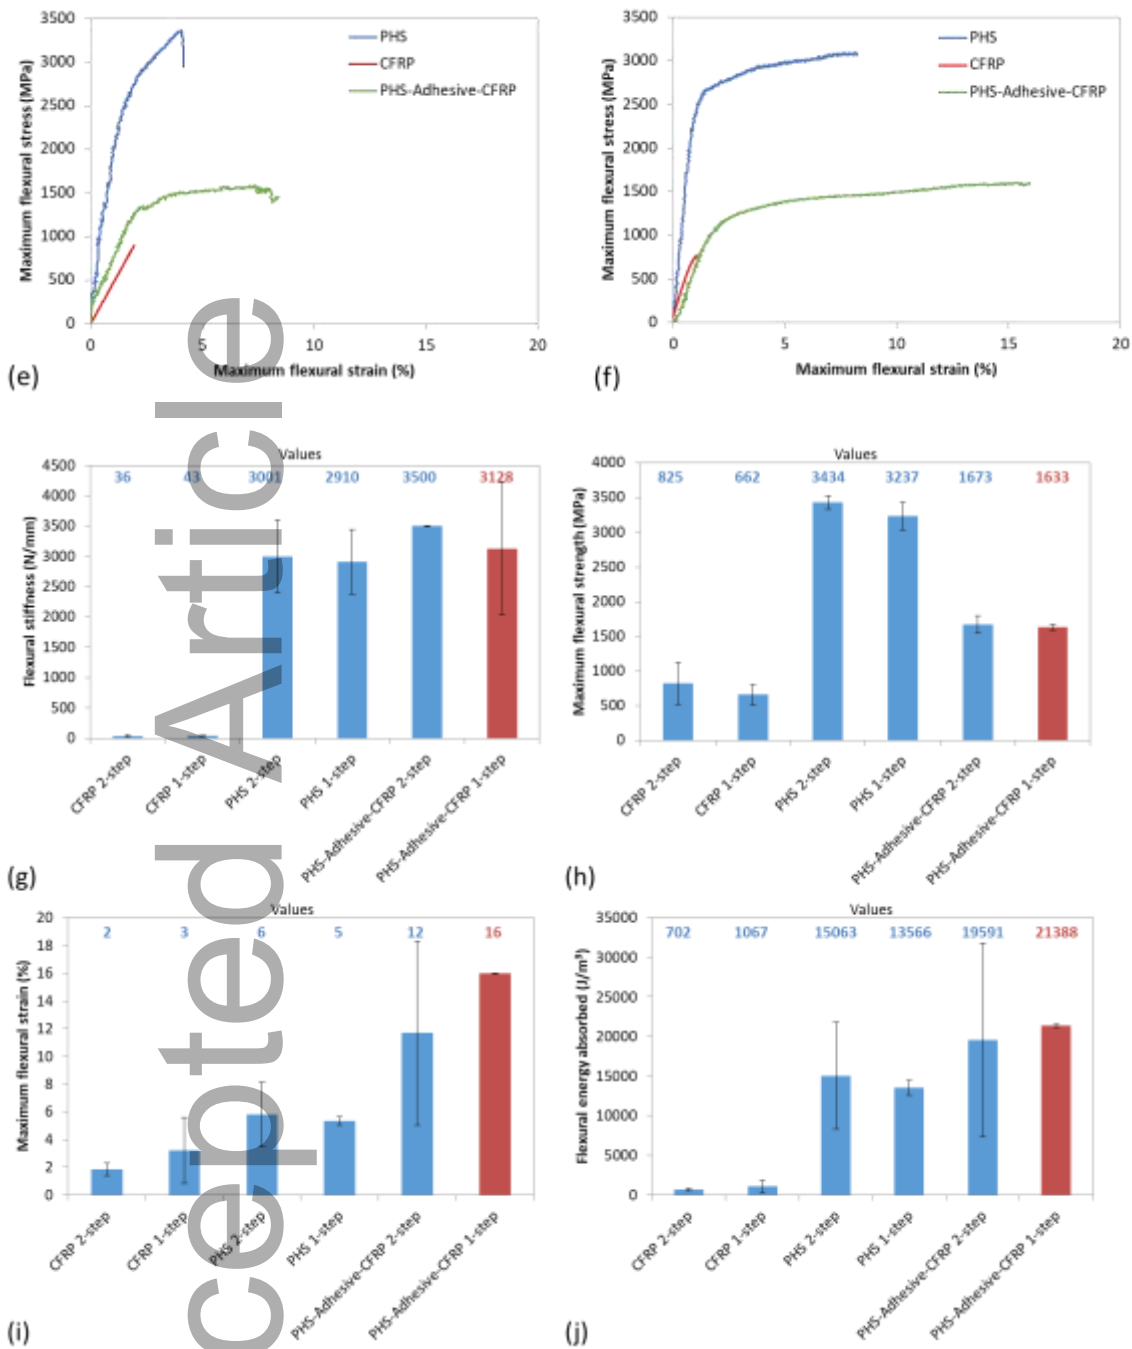 3500
3000
2500
2000
1500
1000
500
0
Maximum flexural stress (MPa)
PHS
CFRP
PHS-Adhesive-CFRP
0
5
10
15
20
Maximum flexural strain (%)
(e)
3500
3000
2500
2000
1500
1000
500
0
Maximum flexural stress (MPa)
PHS
CFRP
PHS-Adhesive-CFRP
0
5
10
15
20
Maximum flexural strain (%)
(f)
Values
4500
4000
3500
3000
2500
2000
1500
1000
500
0
Flexural stiffness (N/mm)
36
43
3001
2910
3500
3128
CFRP 2-step
CFRP 1-step
PHS 2-step
PHS 1-step
PHS-Adhesive-CFRP 2-step
PHS-Adhesive-CFRP 1-step
(g)
Values
4000
3500
3000
2500
2000
1500
1000
500
0
Maximum flexural strength (MPa)
825
662
3434
3237
1673
1633
CFRP 2-step
CFRP 1-step
PHS 2-step
PHS 1-step
PHS-Adhesive-CFRP 2-step
PHS-Adhesive-CFRP 1-step
(h)
Values
20
18
16
14
12
10
8
6
4
2
0
Maximum flexural strain (%)
2
3
6
5
12
16
CFRP 2-step
CFRP 1-step
PHS 2-step
PHS 1-step
PHS-Adhesive-CFRP 2-step
PHS-Adhesive-CFRP 1-step
(i)
Values
35000
30000
25000
20000
15000
10000
5000
0
Flexural energy absorbed (J/m³)
702
1067
15063
13566
19591
21388
CFRP 2-step
CFRP 1-step
PHS 2-step
PHS 1-step
PHS-Adhesive-CFRP 2-step
PHS-Adhesive-CFRP 1-step
(j)
cepted Article